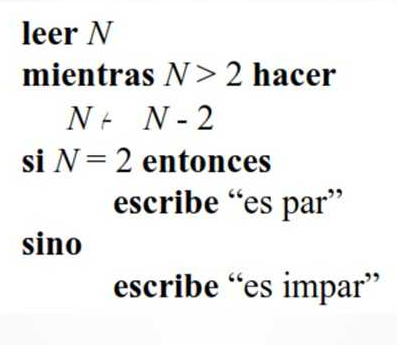 leer N
mientras N > 2 hacer
N ← N - 2
si N = 2 entonces
escribe “es par”
sino
escribe “es impar”